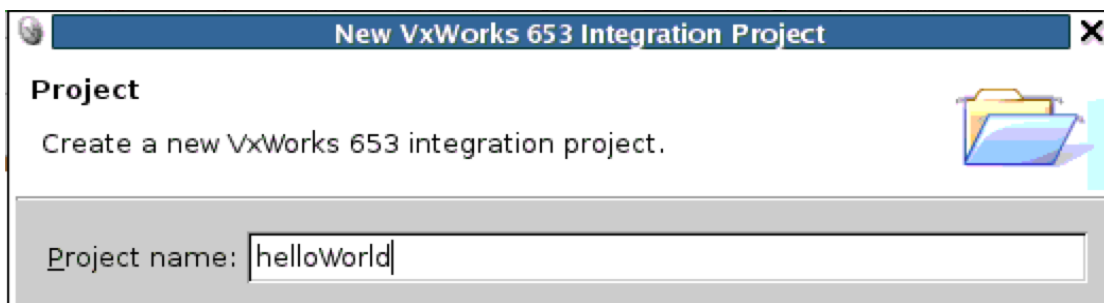 New VxWorks 653 Integration Project
Project
Create a new VxWorks 653 integration project.
Project name: helloWorld